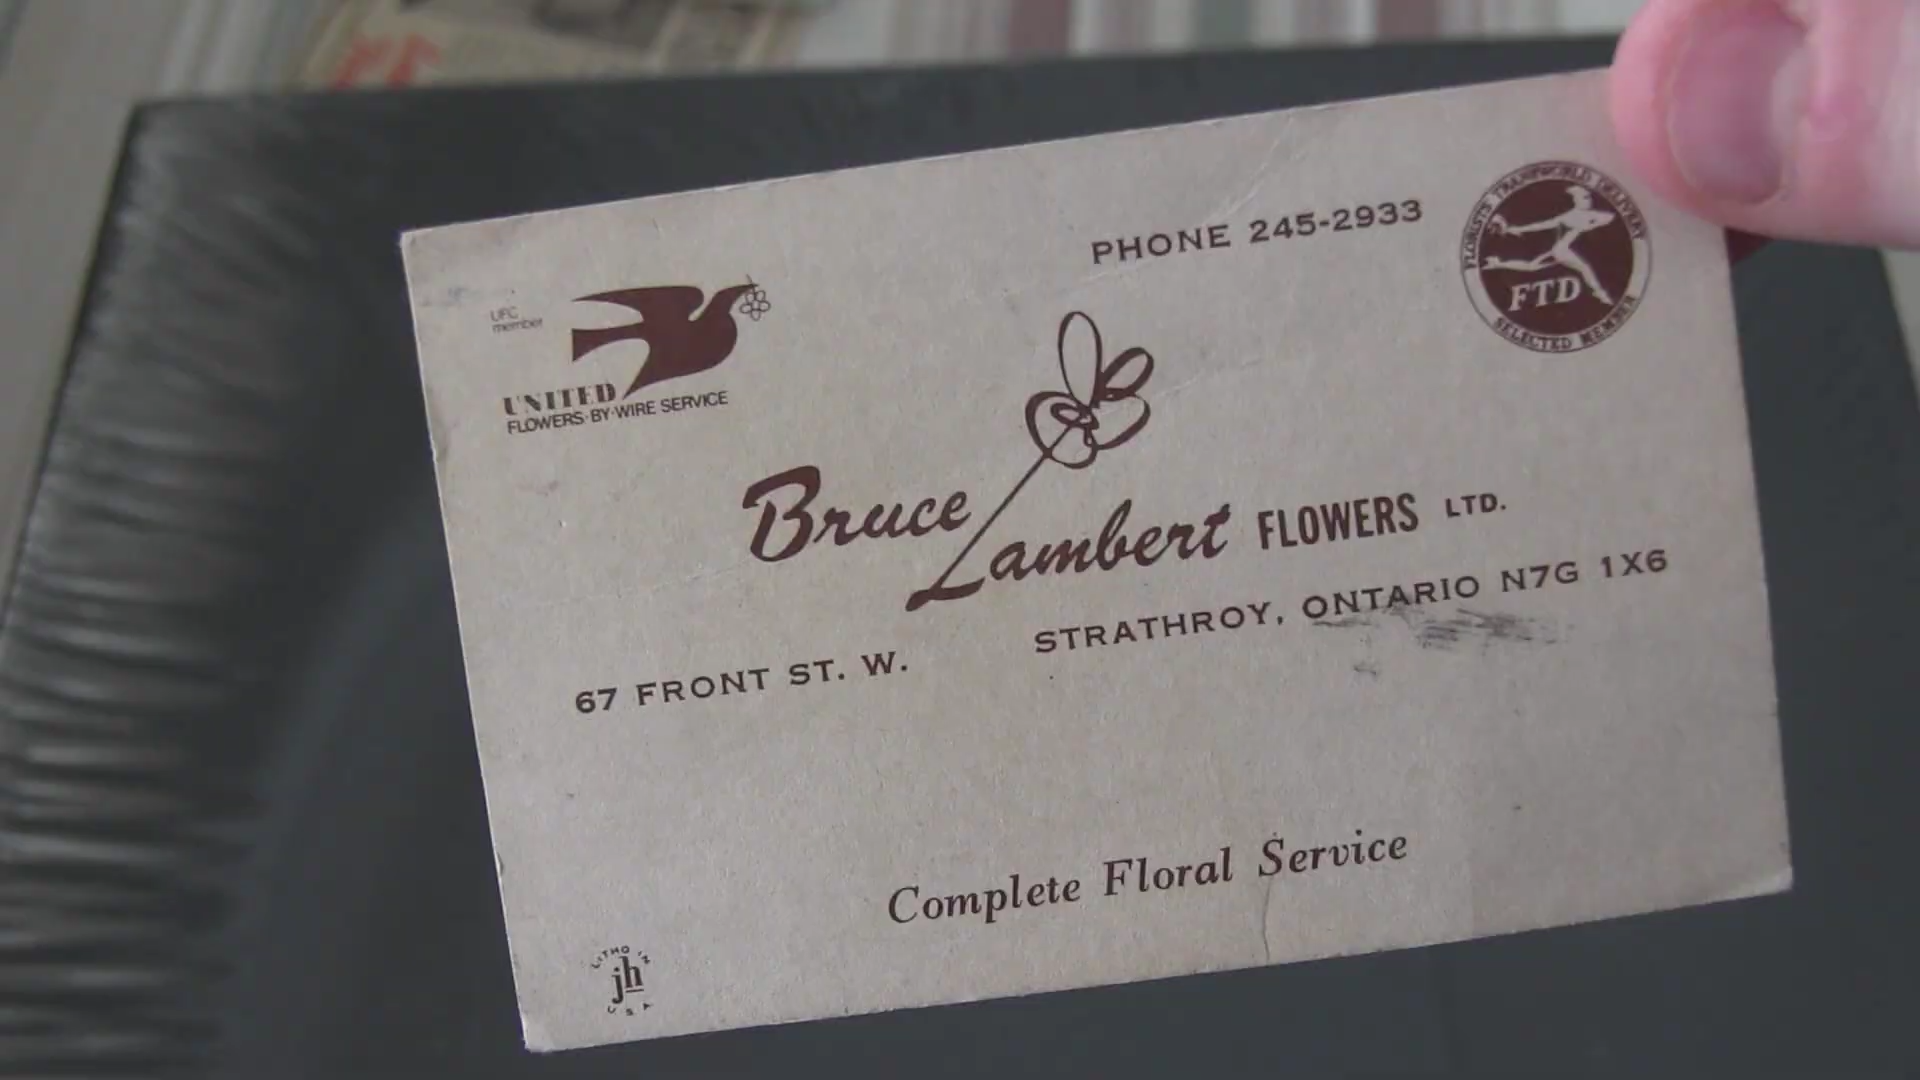 PHONE 245-2933
FLORISTS' TRANSWORLD DELIVERY
FTD
SELECTED MEMBER
UFC
member
UNITED
FLOWERS-BY-WIRE SERVICE
Bruce
Lambert FLOWERS LTD.
67 FRONT ST. W. STRATHROY, ONTARIO N7G 1X6
Complete Floral Service
LITHO IN
jh
U.S.A.